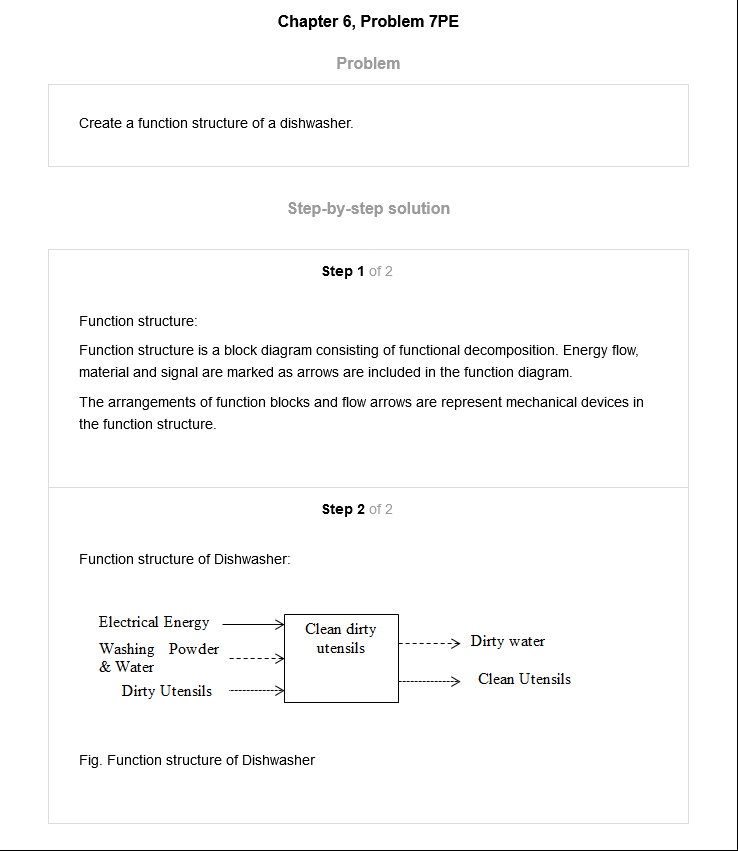 Chapter 6, Problem 7PE
Problem
Create a function structure of a dishwasher.
Step-by-step solution
Step 1 of 2
Function structure:
Function structure is a block diagram consisting of functional decomposition. Energy flow,
material and signal are marked as arrows are included in the function diagram.
The arrangements of function blocks and flow arrows are represent mechanical devices in
the function structure.
Step 2 of 2
Function structure of Dishwasher:
Electrical Energy
Washing Powder
& Water
Dirty Utensils
Clean dirty
utensils
Dirty water
Clean Utensils
Fig. Function structure of Dishwasher